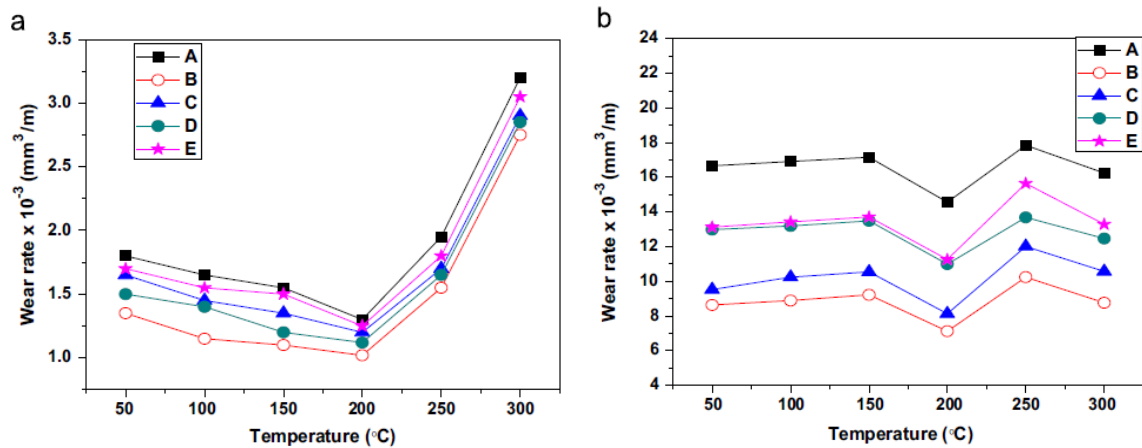 a
3.5
3.0
2.5
2.0
1.5
1.0
Wear rate x 10⁻³ (mm³/m)
A
B
C
D
E
50 100 150 200 250 300
Temperature (°C)
b
24
22
20
18
16
14
12
10
8
6
4
Wear rate x 10⁻³ (mm³/m)
A
B
C
D
E
50 100 150 200 250 300
Temperature (°C)